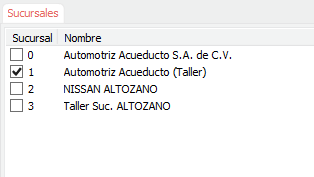 Sucursales
Sucursal Nombre
0 Automotriz Acueducto S.A. de C.V.
1 Automotriz Acueducto (Taller)
2 NISSAN ALTOZANO
3 Taller Suc. ALTOZANO